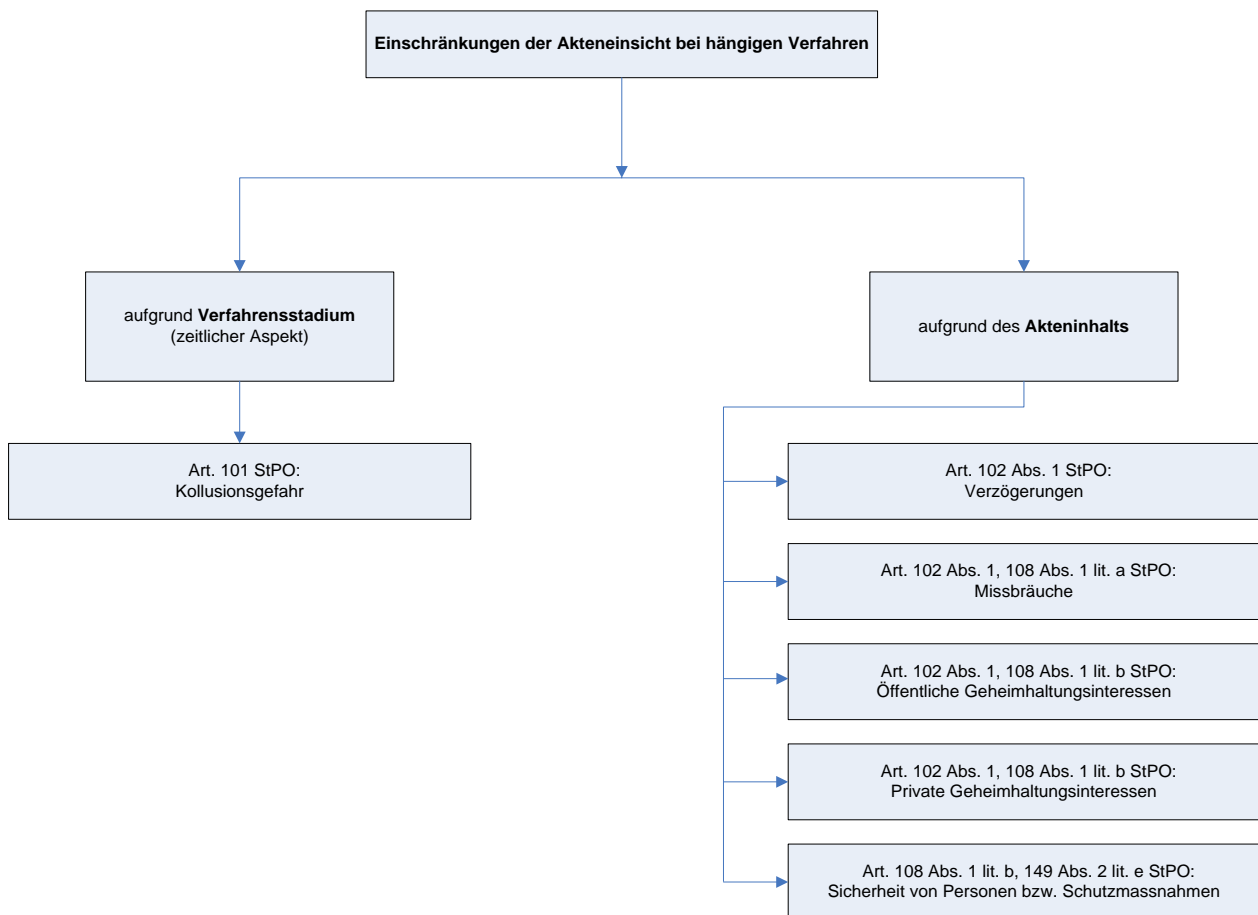 Einschränkungen der Akteneinsicht bei hängigen Verfahren
aufgrund Verfahrensstadium
(zeitlicher Aspekt)
aufgrund des Akteninhalts
Art. 101 StPO:
Kollusionsgefahr
Art. 102 Abs. 1 StPO:
Verzögerungen
Art. 102 Abs. 1, 108 Abs. 1 lit. a StPO:
Missbräuche
Art. 102 Abs. 1, 108 Abs. 1 lit. b StPO:
Öffentliche Geheimhaltungsinteressen
Art. 102 Abs. 1, 108 Abs. 1 lit. b StPO:
Private Geheimhaltungsinteressen
Art. 108 Abs. 1 lit. b, 149 Abs. 2 lit. e StPO:
Sicherheit von Personen bzw. Schutzmassnahmen